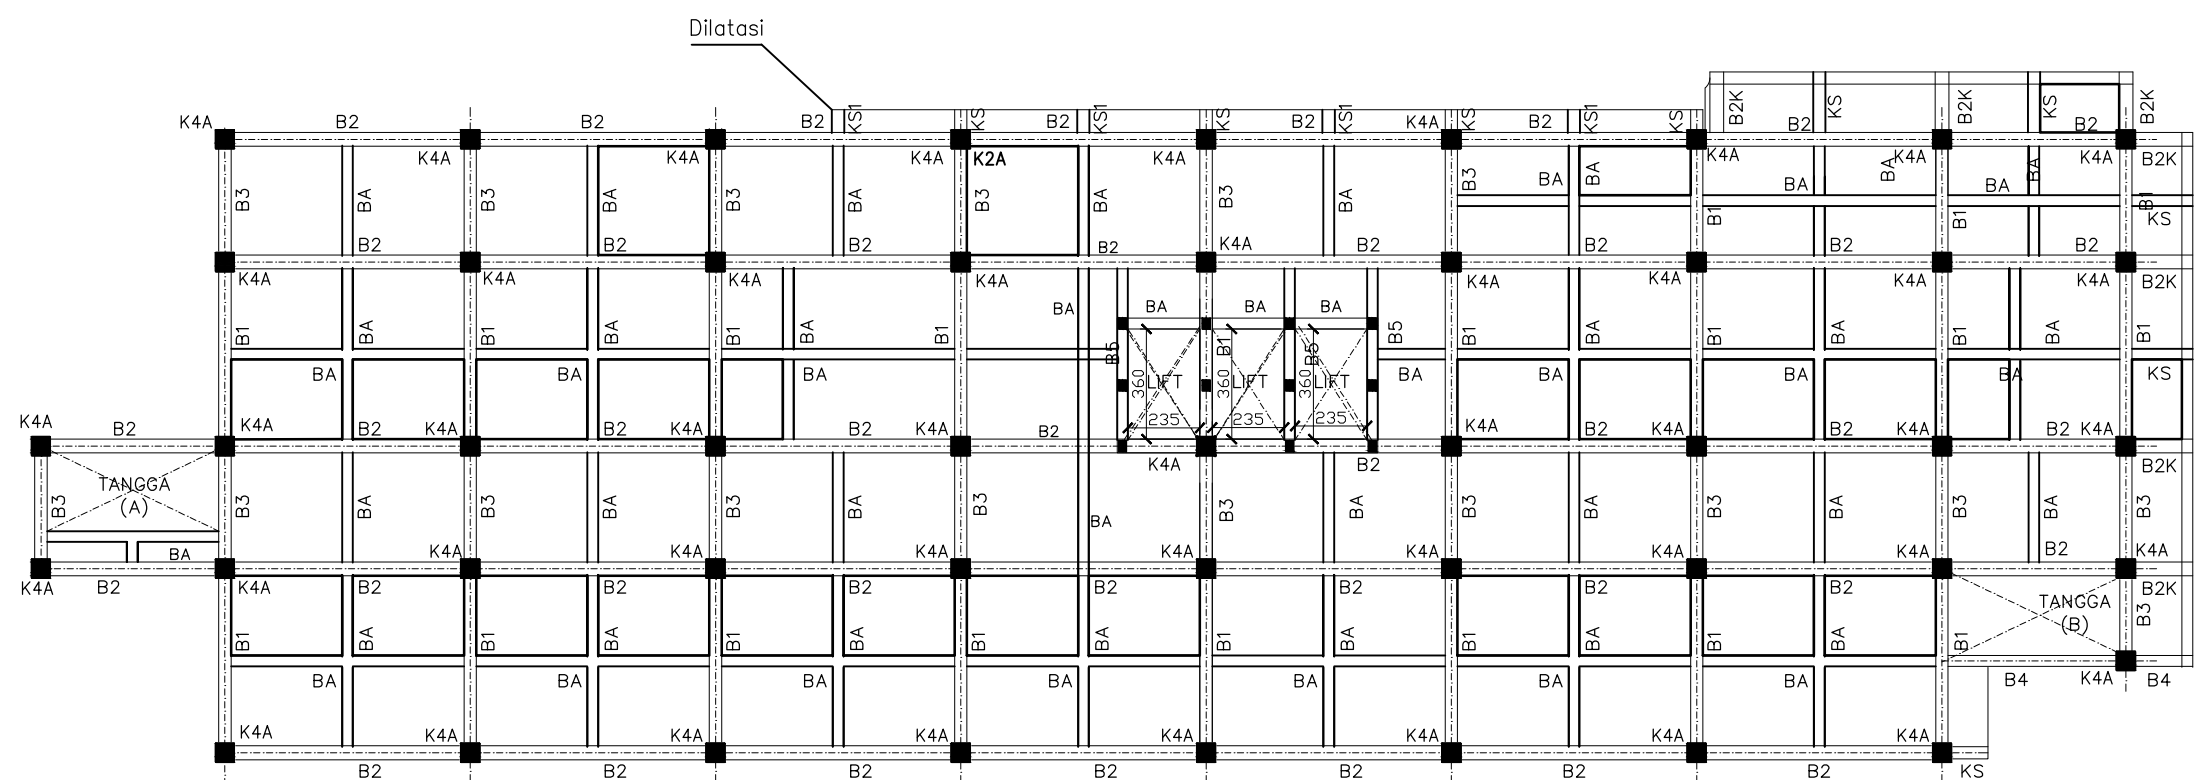 Dilatasi
B2K KS B2K KS B2K
K4A B2 B2 B2 KS1 KS B2 KS1 KS B2 KS1 K4A KS B2 KS1 KS B2 B2
K4A K4A K4A K2A K4A K4A K4A K4A B2K
B3 BA B3 BA B3 BA B3 BA B3 BA B3 BA BA BA BA BA BA
B1 B1 B1 KS
B2 B2 B2 B2 K4A B2 B2 B2 B2
K4A K4A K4A K4A K4A K4A K4A K4A B2K
BA BA BA BA
B1 BA B1 BA B1 BA B1 B5 B1 B5 B5 B1 BA B1 BA B1 BA B1
BA BA BA 360 LIFT 360 LIFT 360 LIFT BA BA BA BA KS
235 235 235
K4A B2 K4A B2 B2 K4A B2 K4A B2 K4A B2 K4A B2 K4A B2 K4A
K4A B2 B2K
TANGGA
(A)
B3 B3 BA B3 BA B3 BA B3 BA B3 BA B3 BA B3 BA B3 BA B3
BA K4A K4A K4A K4A K4A K4A K4A B2 K4A
K4A B2 K4A B2 B2 B2 B2 B2 B2 B2 B2K
TANGGA
(B)
B3
B1 BA B1 BA B1 BA B1 BA B1 BA B1 BA B1 BA B1
BA BA BA BA BA BA BA B4 K4A B4
K4A K4A K4A K4A K4A K4A K4A K4A
B2 B2 B2 B2 B2 B2 B2 KS